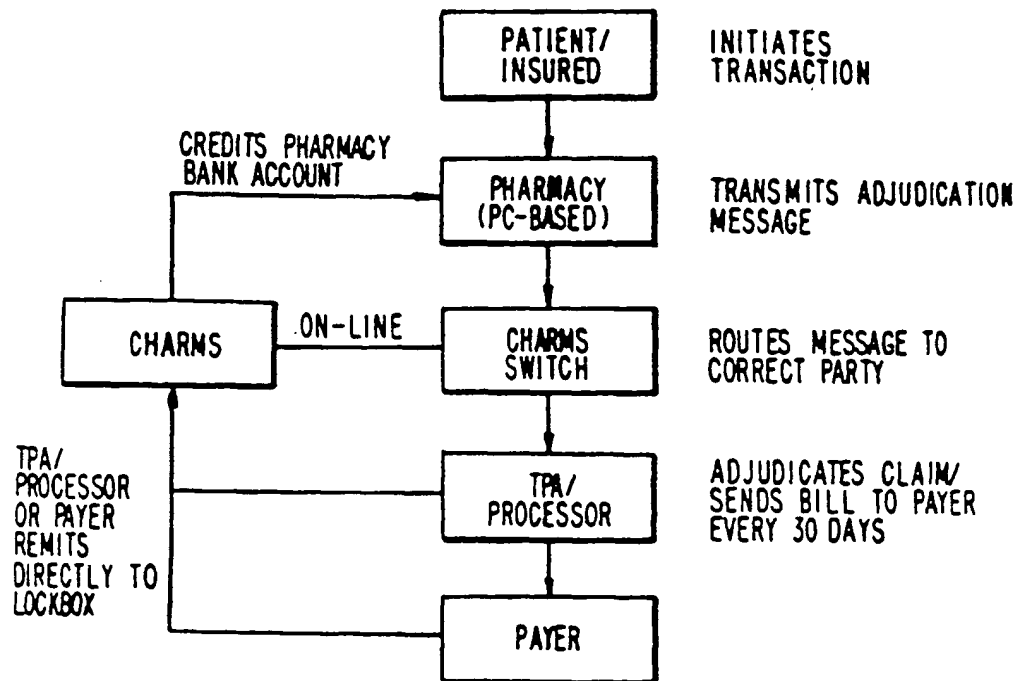 PATIENT/
INSURED
INITIATES
TRANSACTION
CREDITS PHARMACY
BANK ACCOUNT
PHARMACY
(PC-BASED)
TRANSMITS ADJUDICATION
MESSAGE
CHARMS
ON-LINE
CHARMS
SWITCH
ROUTES MESSAGE TO
CORRECT PARTY
TPA/
PROCESSOR
OR PAYER
REMITS
DIRECTLY TO
LOCKBOX
TPA/
PROCESSOR
ADJUDICATES CLAIM/
SENDS BILL TO PAYER
EVERY 30 DAYS
PAYER